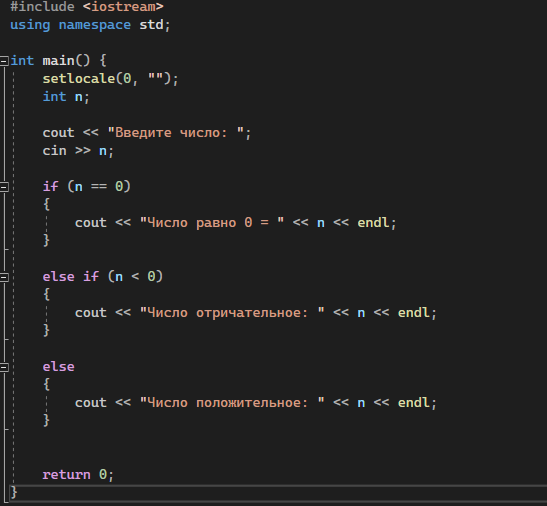 #include <iostream>
using namespace std;
int main() {
setlocale(0, "");
int n;
cout << "Введите число: ";
cin >> n;
if (n == 0)
{
cout << "Число равно 0 = " << n << endl;
}
else if (n < 0)
{
cout << "Число отричательное: " << n << endl;
}
else
{
cout << "Число положительное: " << n << endl;
}
return 0;
}